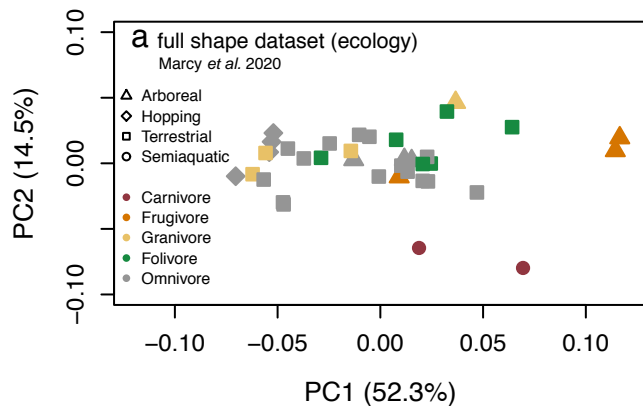 a full shape dataset (ecology)
Marcy et al. 2020
Arboreal
Hopping
Terrestrial
Semiaquatic
Carnivore
Frugivore
Granivore
Folivore
Omnivore
PC2 (14.5%)
0.10
0.00
−0.10
−0.10 −0.05 0.00 0.05 0.10
PC1 (52.3%)